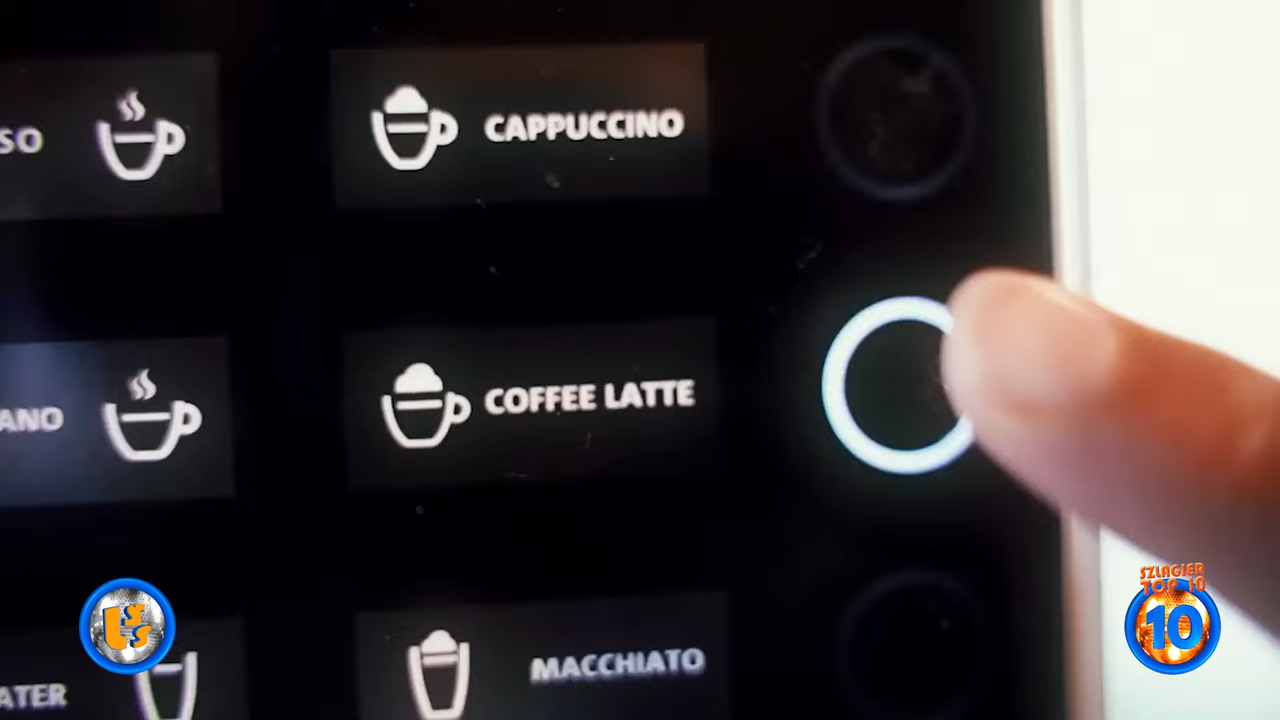 SO
CAPPUCCINO
ANO
COFFEE LATTE
ATER
MACCHIATO
SZLAGIER
TOP 10
10